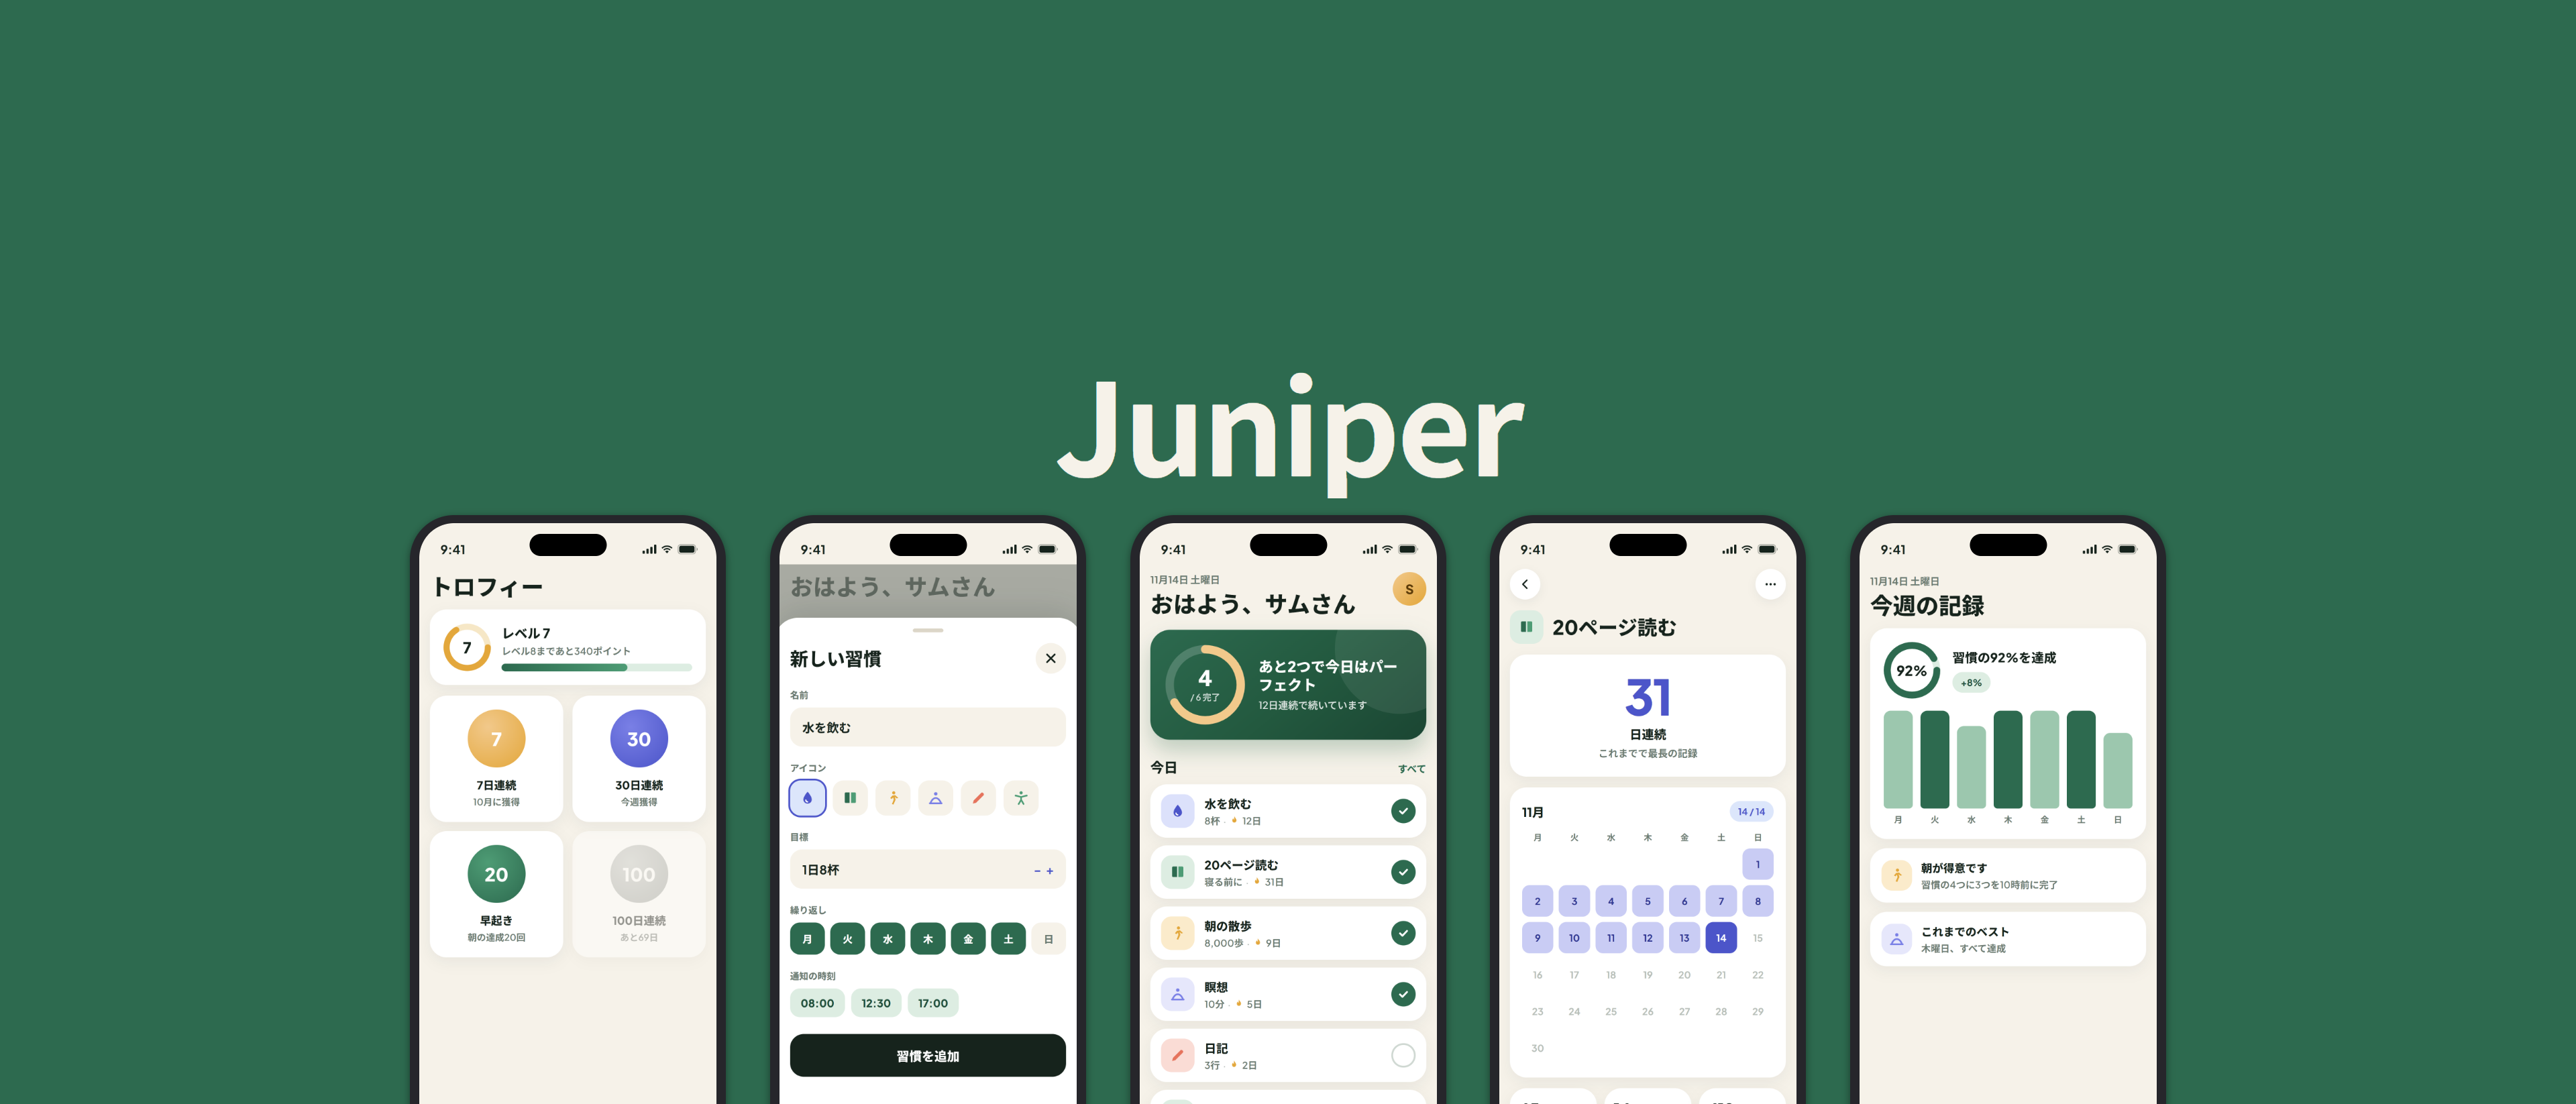 Juniper
9:41
トロフィー
7
レベル 7
レベル8まであと340ポイント
7
7日連続
10月に獲得
30
30日連続
今週獲得
20
早起き
朝の達成20回
100
100日連続
あと69日
9:41
おはよう、サムさん
新しい習慣
名前
水を飲む
アイコン
目標
1日8杯
- +
繰り返し
月 火 水 木 金 土 日
通知の時刻
08:00 12:30 17:00
習慣を追加
9:41
11月14日 土曜日
おはよう、サムさん
S
4
/ 6 完了
あと2つで今日はパー
フェクト
12日連続で続いています
今日
すべて
水を飲む
8杯 · 12日
20ページ読む
寝る前に · 31日
朝の散歩
8,000歩 · 9日
瞑想
10分 · 5日
日記
3行 · 2日
9:41
20ページ読む
31
日連続
これまでで最長の記録
11月
14 / 14
月 火 水 木 金 土 日
1
2 3 4 5 6 7 8
9 10 11 12 13 14 15
16 17 18 19 20 21 22
23 24 25 26 27 28 29
30
9:41
11月14日 土曜日
今週の記録
92%
習慣の92%を達成
+8%
月 火 水 木 金 土 日
朝が得意です
習慣の4つに3つを10時前に完了
これまでのベスト
木曜日、すべて達成